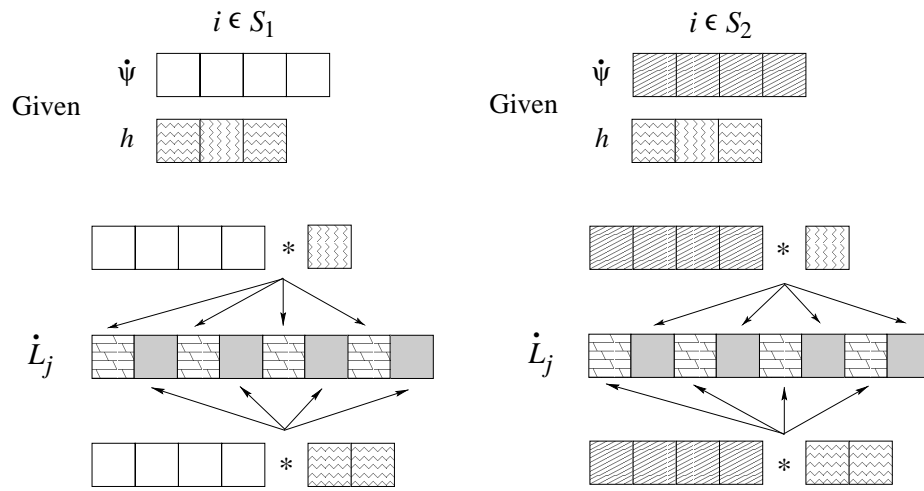 i ϵ S₁
i ϵ S₂
ψ̇
ψ̇
Given
Given
h
h
*
*
L̇ⱼ
L̇ⱼ
*
*